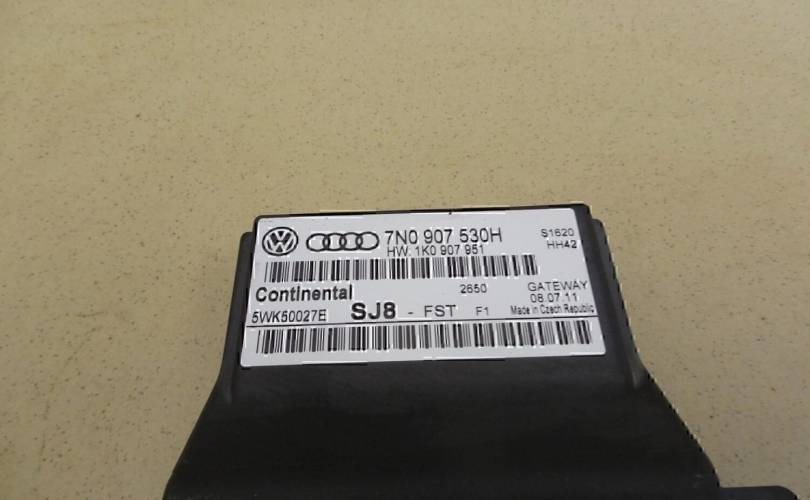 7N0 907 530H S1620
HW: 1K0 907 951 HH42
Continental 2650 GATEWAY
08.07.11
5WK50027E SJ8 - FST F1 Made in Czech Republic